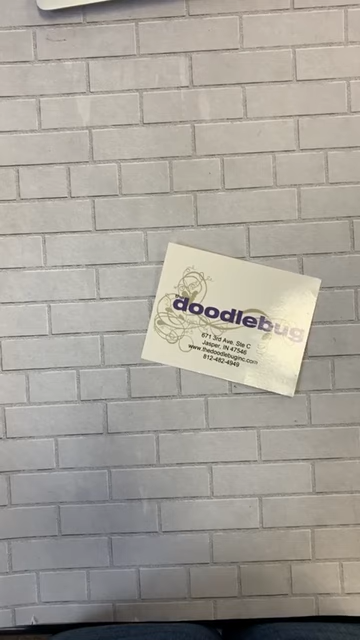 doodlebug
671 3rd Ave. Ste C
Jasper, IN 47546
www.thedoodlebuginc.com
812-482-4949